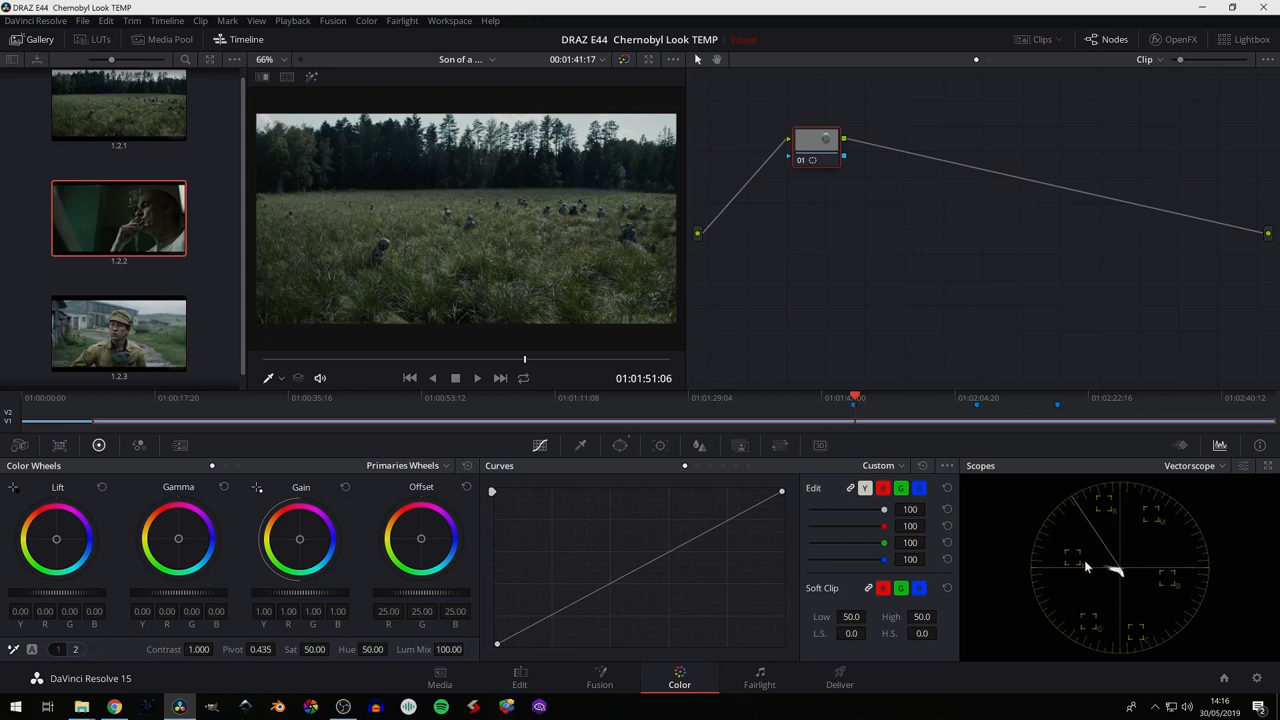 DRAZ E44 Chernobyl Look TEMP
DaVinci Resolve File Edit Trim Timeline Clip Mark View Playback Fusion Color Fairlight Workspace Help
Gallery LUTs Media Pool Timeline DRAZ E44 Chernobyl Look TEMP Edited Clips Nodes OpenFX Lightbox
66% Son of a ... 00:01:41:17 Clip
1.2.1
01
1.2.2
1.2.3
01:01:51:06
01:00:00:00 01:00:17:20 01:00:35:16 01:00:53:12 01:01:11:08 01:01:29:04 01:02:04:20 01:02:22:16 01:02:40:12
V2
V1
Color Wheels Primaries Wheels Curves Custom Scopes Vectorscope
Lift Gamma Gain Offset Edit Y R G B
100
100
100
100
R M B C G
Soft Clip R G B
0.00 0.00 0.00 0.00 0.00 0.00 0.00 0.00 1.00 1.00 1.00 1.00 25.00 25.00 25.00
Y R G B Y R G B Y R G B R G B
Low 50.0 High 50.0
L.S. 0.0 H.S. 0.0
A 1 2 Contrast 1.000 Pivot 0.435 Sat 50.00 Hue 50.00 Lum Mix 100.00
DaVinci Resolve 15 Media Edit Fusion Color Fairlight Deliver
14:16
30/05/2019
2